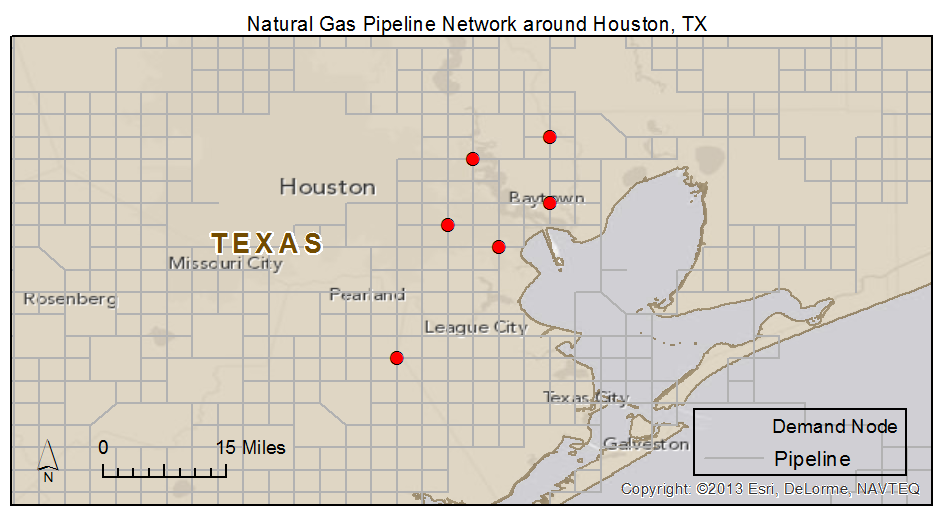 Natural Gas Pipeline Network around Houston, TX
Houston
Baytown
TEXAS
Missouri City
Rosenberg
Pearland
League City
Texas City
Galveston
Demand Node
Pipeline
0 15 Miles
N
Copyright: ©2013 Esri, DeLorme, NAVTEQ